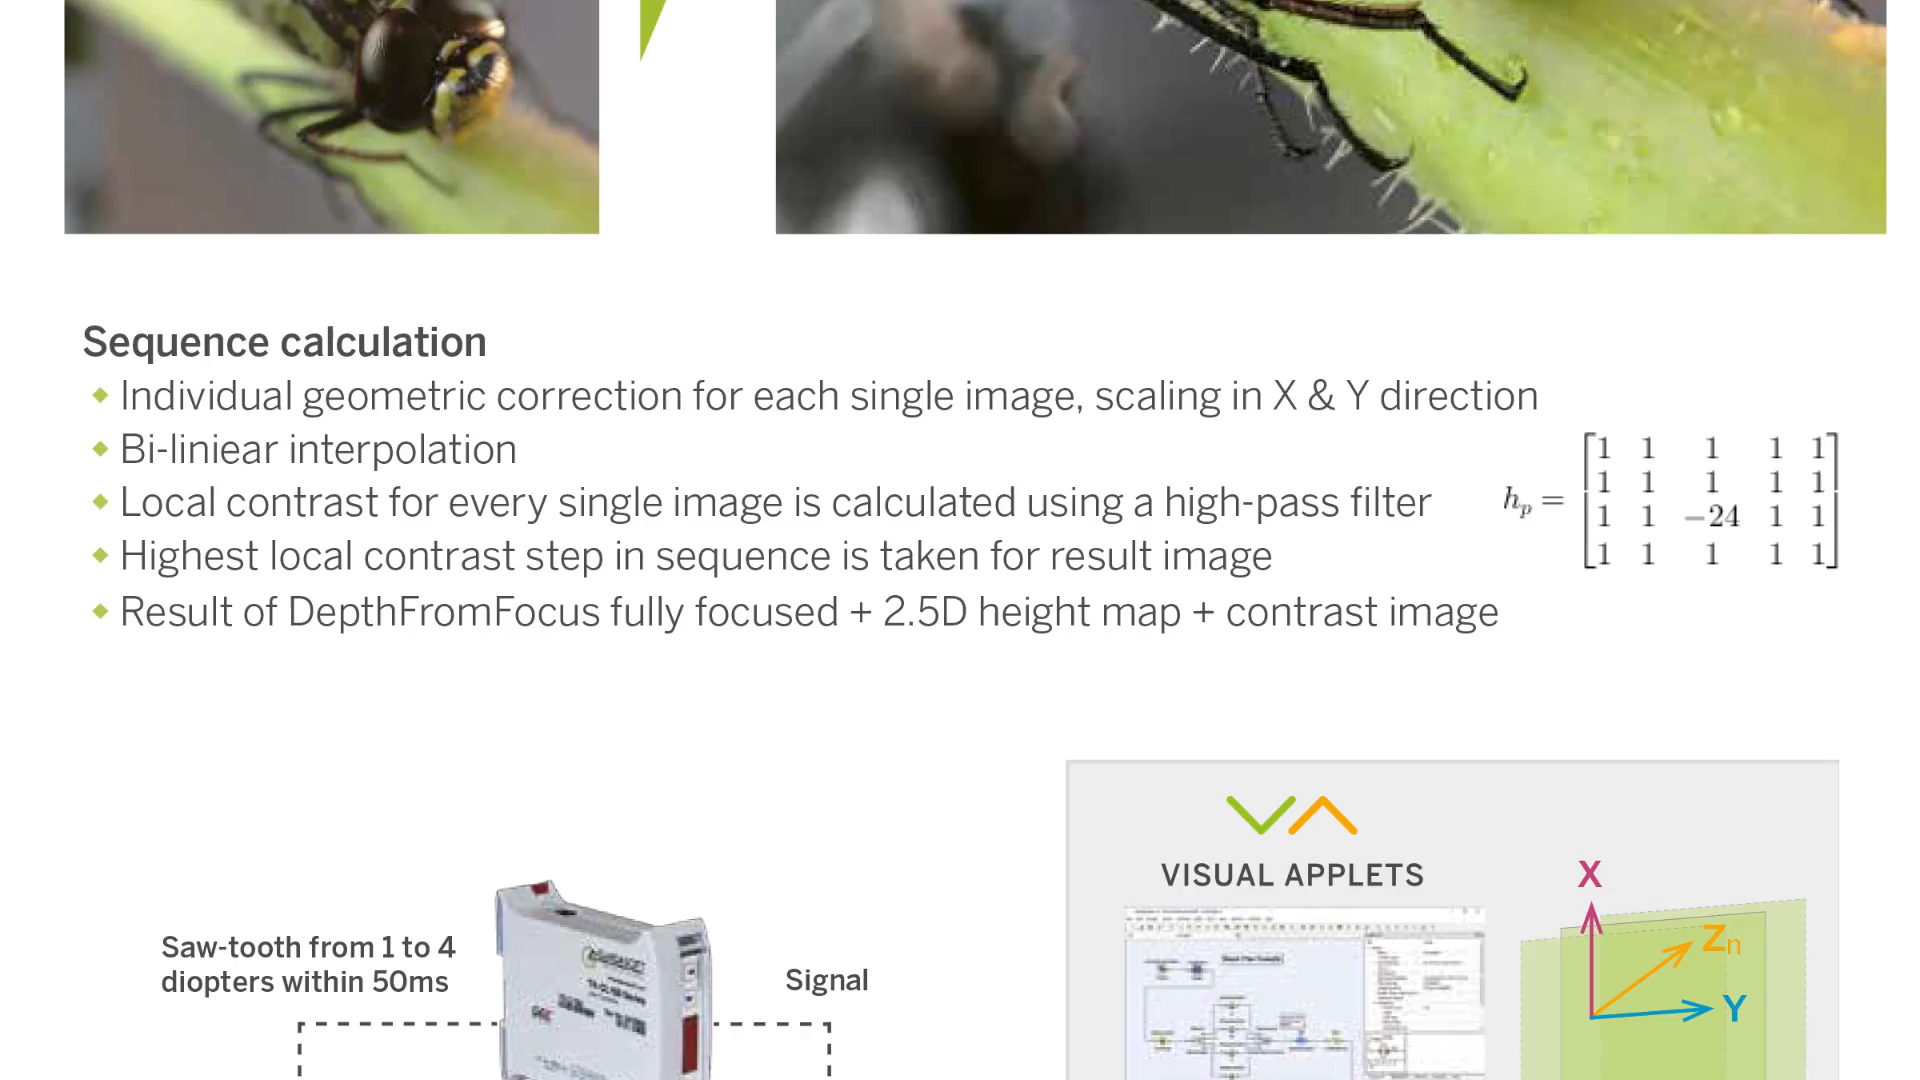 Sequence calculation
Individual geometric correction for each single image, scaling in X & Y direction
Bi-liniear interpolation
Local contrast for every single image is calculated using a high-pass filter
Highest local contrast step in sequence is taken for result image
Result of DepthFromFocus fully focused + 2.5D height map + contrast image
hp =
1 1 1 1 1
1 1 1 1 1
1 1 −24 1 1
1 1 1 1 1
Saw-tooth from 1 to 4
diopters within 50ms
Signal
VISUAL APPLETS
X
Zn
Y